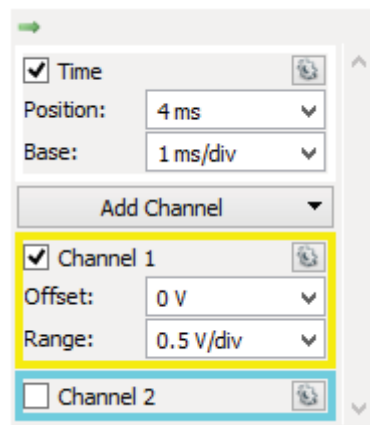 Time
Position: 4 ms
Base: 1 ms/div
Add Channel
Channel 1
Offset: 0 V
Range: 0.5 V/div
Channel 2